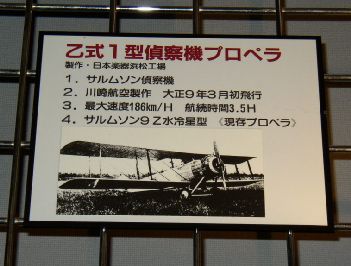 乙式1型偵察機プロペラ
製作・日本楽器浜松工場
1．サルムソン偵察機
2．川崎航空製作 大正9年3月初飛行
3．最大速度186km/H 航続時間3.5H
4．サルムソン9Z水冷星型 《現存プロペラ》